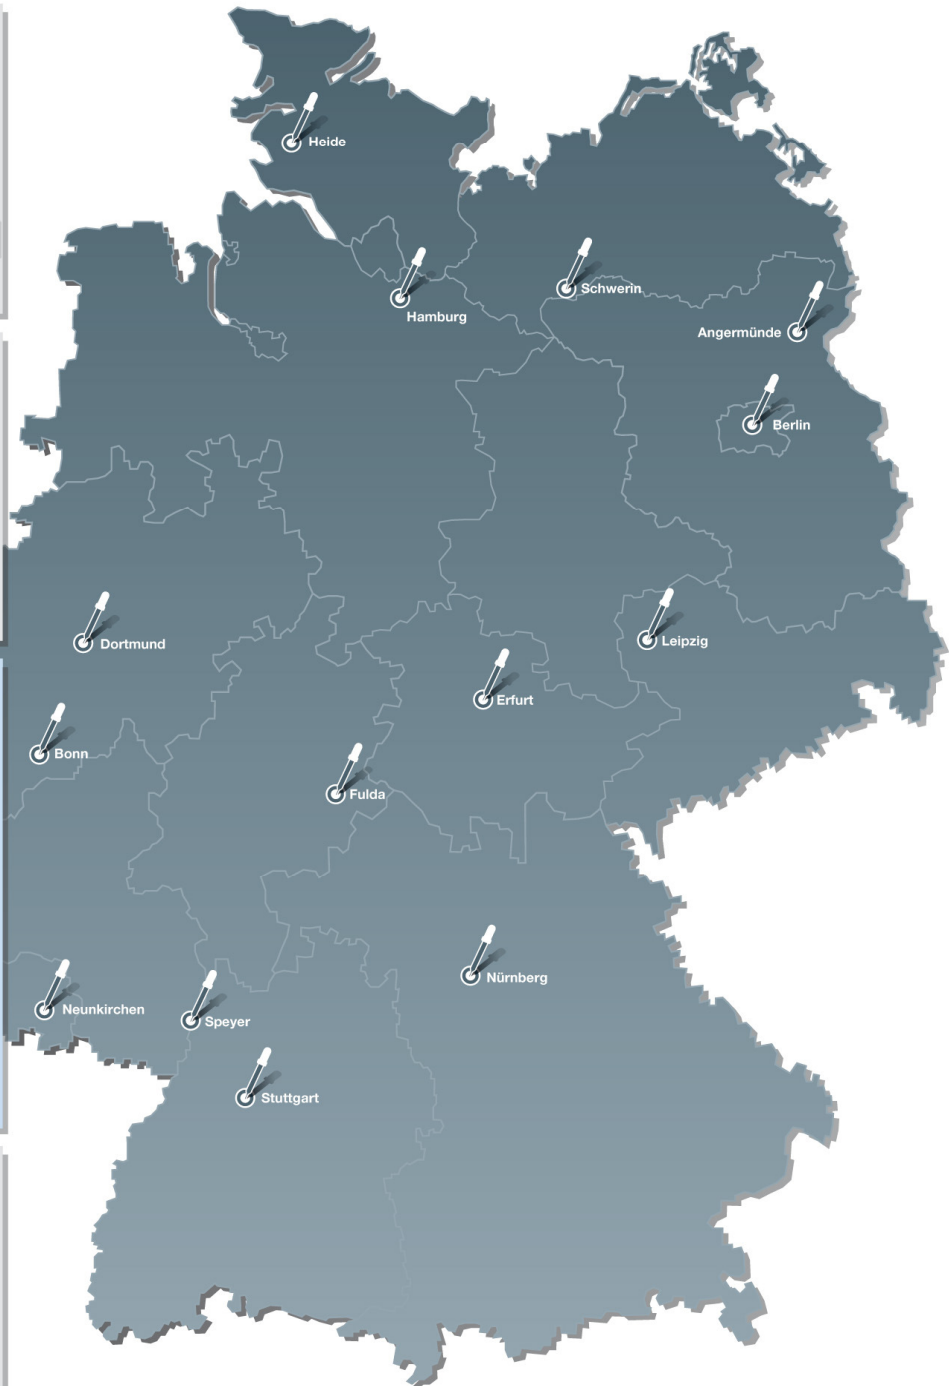 Heide
Schwerin
Hamburg
Angermünde
Berlin
Dortmund
Leipzig
Erfurt
Bonn
Fulda
Nürnberg
Neunkirchen
Speyer
Stuttgart